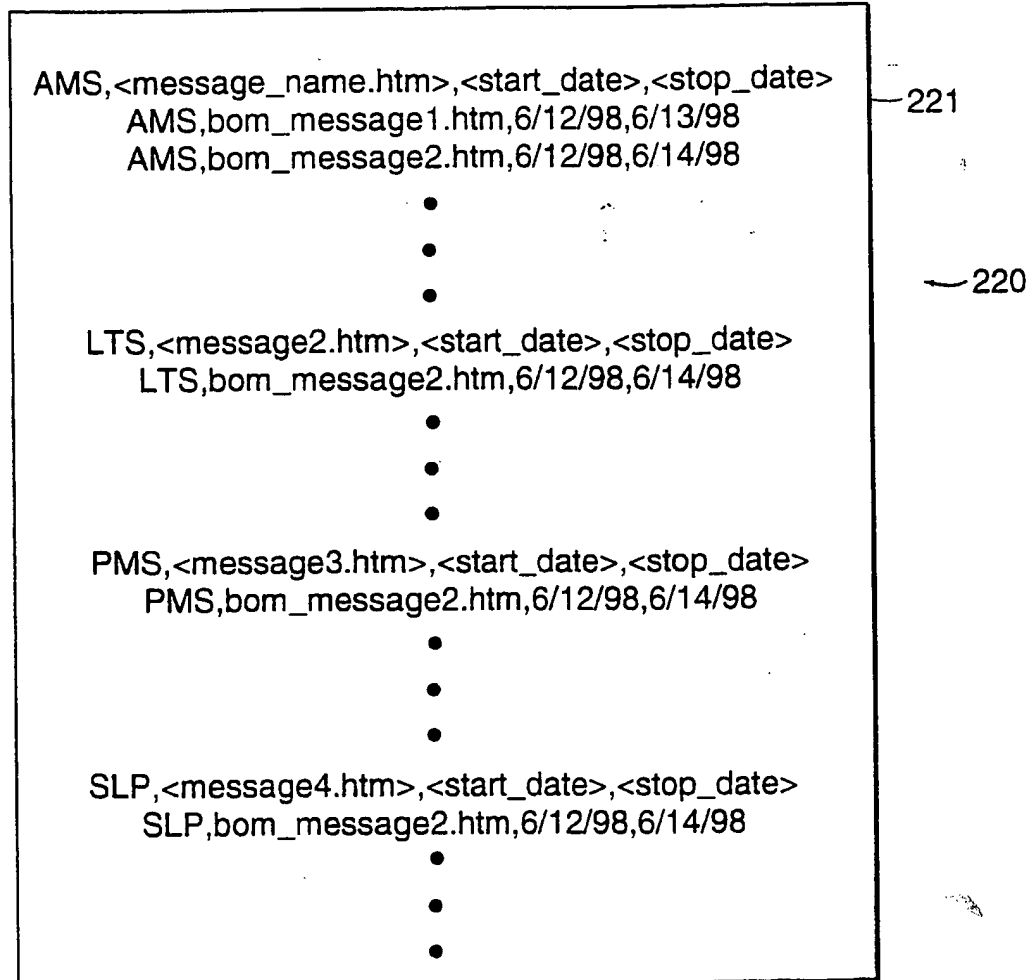 AMS,<message_name.htm>,<start_date>,<stop_date>
221
AMS,bom_message1.htm,6/12/98,6/13/98
AMS,bom_message2.htm,6/12/98,6/14/98
220
LTS,<message2.htm>,<start_date>,<stop_date>
LTS,bom_message2.htm,6/12/98,6/14/98
PMS,<message3.htm>,<start_date>,<stop_date>
PMS,bom_message2.htm,6/12/98,6/14/98
SLP,<message4.htm>,<start_date>,<stop_date>
SLP,bom_message2.htm,6/12/98,6/14/98